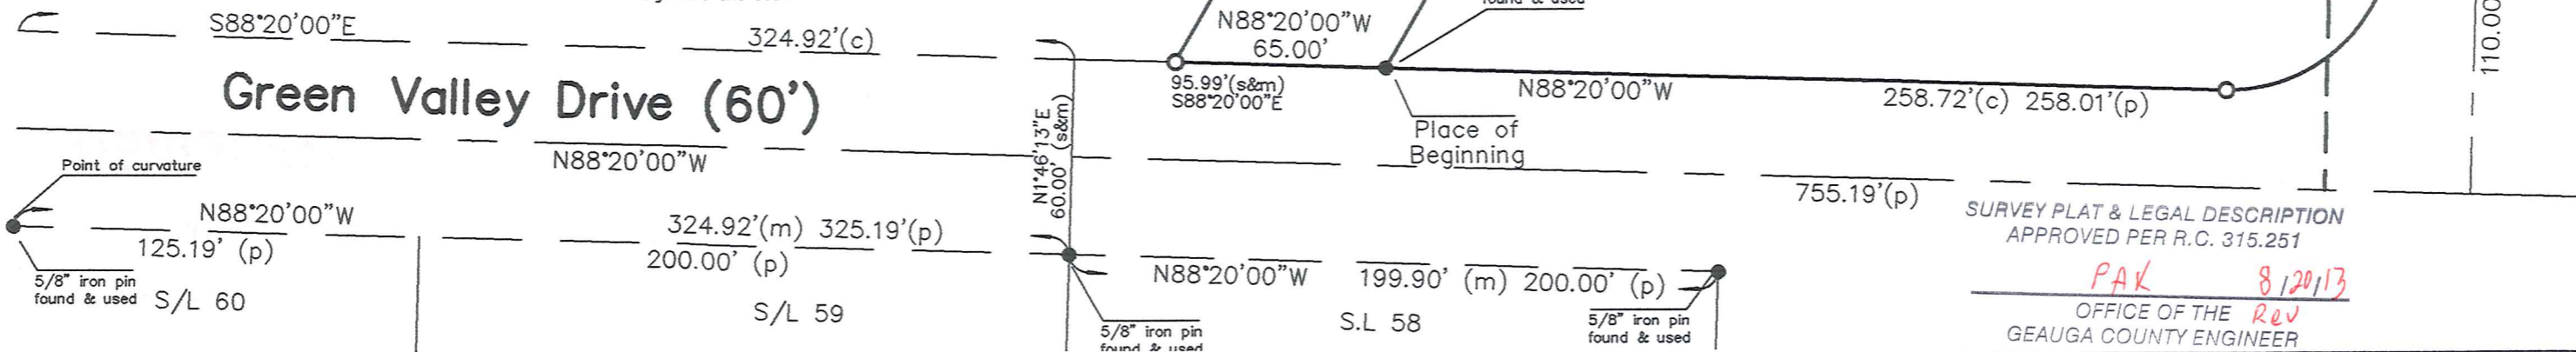 found & used
S88°20'00"E
324.92'(c)
N88°20'00"W
65.00'
95.99'(s&m)
S88°20'00"E
N88°20'00"W
258.72'(c) 258.01'(p)
110.00
Green Valley Drive (60')
N1°46'13"E
60.00' (s&m)
Place of
Beginning
N88°20'00"W
755.19'(p)
Point of curvature
N88°20'00"W
125.19' (p)
324.92'(m) 325.19'(p)
200.00' (p)
N88°20'00"W 199.90' (m) 200.00' (p)
5/8" iron pin
found & used
S/L 60
S/L 59
5/8" iron pin
found & used
S.L 58
5/8" iron pin
found & used
SURVEY PLAT & LEGAL DESCRIPTION
APPROVED PER R.C. 315.251
PAK 8/20/13
OFFICE OF THE Rev
GEAUGA COUNTY ENGINEER